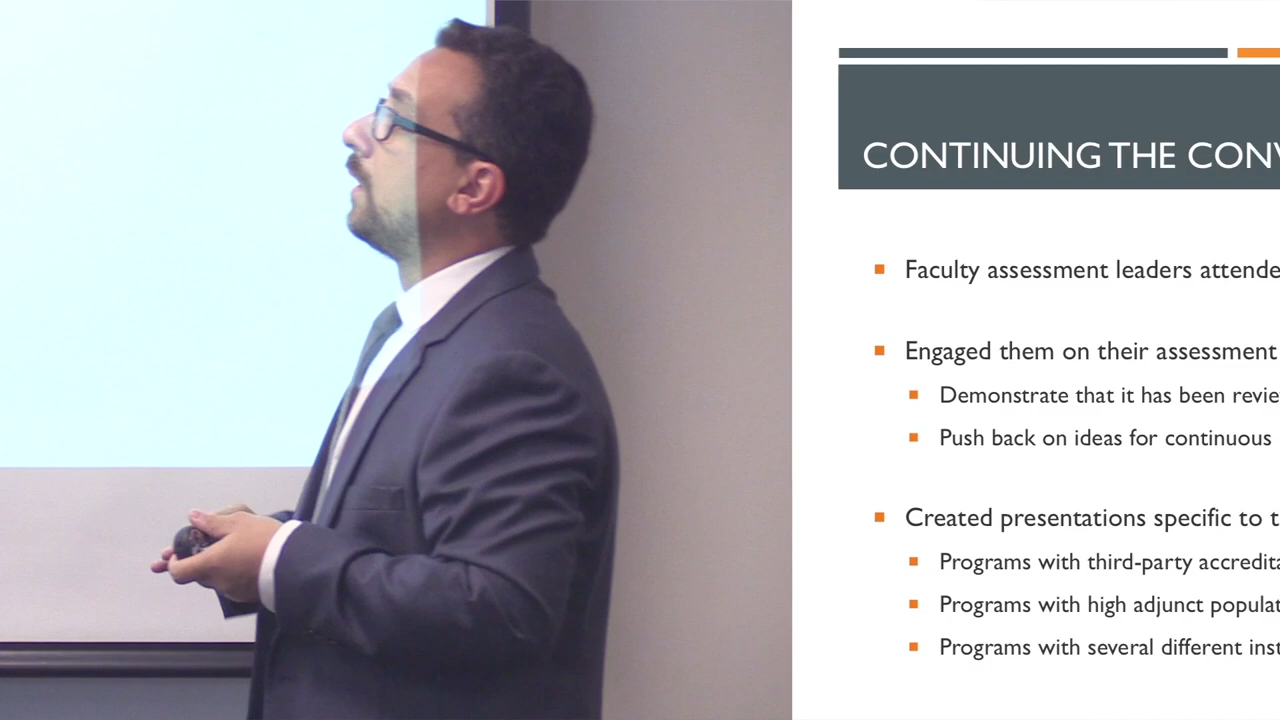 CONTINUING THE CONV
Faculty assessment leaders attende
Engaged them on their assessment
Demonstrate that it has been revie
Push back on ideas for continuous
Created presentations specific to t
Programs with third-party accredita
Programs with high adjunct populat
Programs with several different inst